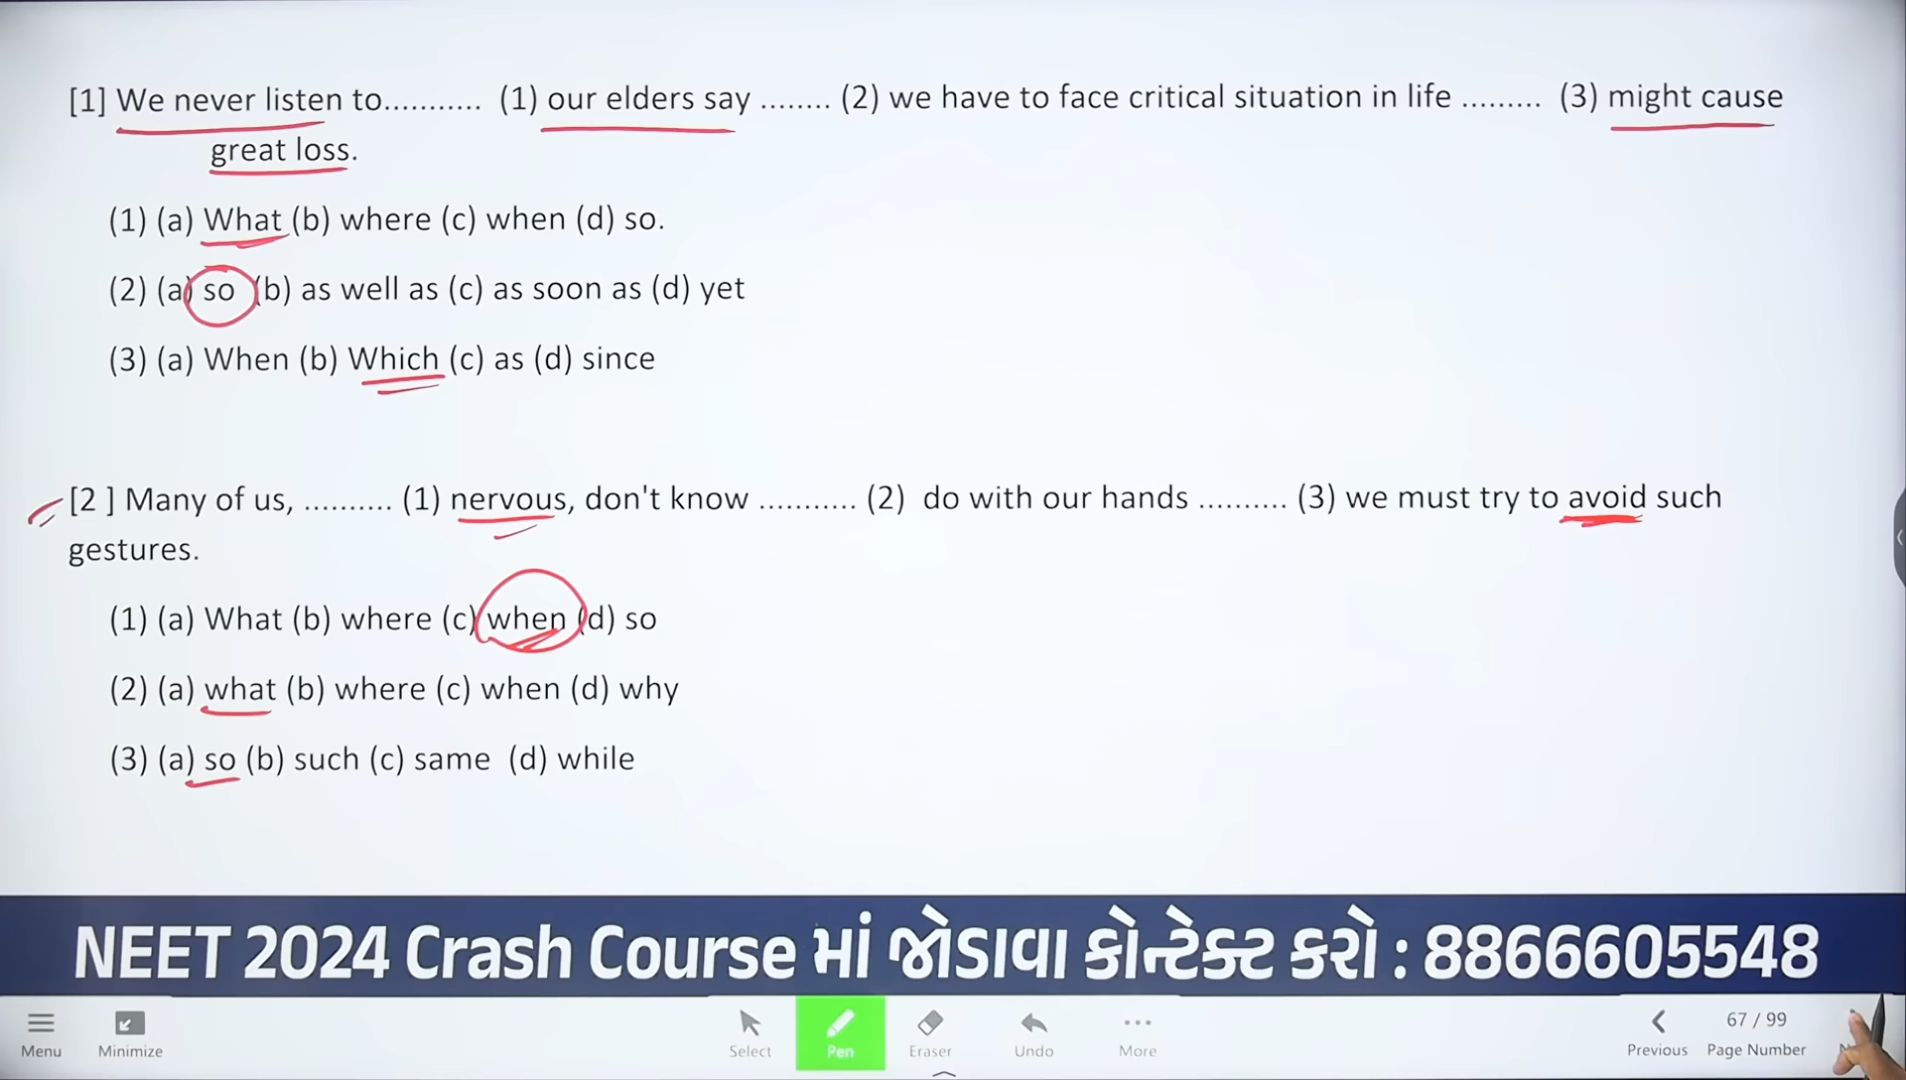 [1] We never listen to........... (1) our elders say ........ (2) we have to face critical situation in life ......... (3) might cause
great loss.
(1) (a) What (b) where (c) when (d) so.
(2) (a) so (b) as well as (c) as soon as (d) yet
(3) (a) When (b) Which (c) as (d) since
[2 ] Many of us, .......... (1) nervous, don't know ........... (2) do with our hands .......... (3) we must try to avoid such
gestures.
(1) (a) What (b) where (c) when (d) so
(2) (a) what (b) where (c) when (d) why
(3) (a) so (b) such (c) same (d) while
NEET 2024 Crash Course માં જોડાવા કોન્ટેક્ટ કરો : 8866605548
Menu Minimize Select Pen Eraser Undo More Previous 67 / 99 Page Number